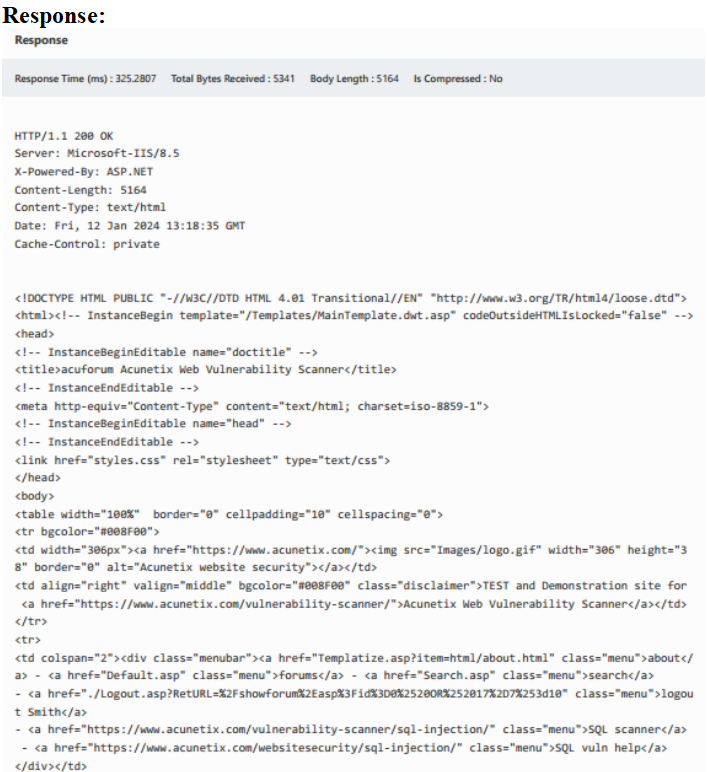 Response:
Response
Response Time (ms) : 325.2807 Total Bytes Received : 5341 Body Length : 5164 Is Compressed : No
HTTP/1.1 200 OK
Server: Microsoft-IIS/8.5
X-Powered-By: ASP.NET
Content-Length: 5164
Content-Type: text/html
Date: Fri, 12 Jan 2024 13:18:35 GMT
Cache-Control: private
<!DOCTYPE HTML PUBLIC "-//W3C//DTD HTML 4.01 Transitional//EN" "http://www.w3.org/TR/html4/loose.dtd">
<html><!-- InstanceBegin template="/Templates/MainTemplate.dwt.asp" codeOutsideHTMLIsLocked="false" -->
<head>
<!-- InstanceBeginEditable name="doctitle" -->
<title>acuforum Acunetix Web Vulnerability Scanner</title>
<!-- InstanceEndEditable -->
<meta http-equiv="Content-Type" content="text/html; charset=iso-8859-1">
<!-- InstanceBeginEditable name="head" -->
<!-- InstanceEndEditable -->
<link href="styles.css" rel="stylesheet" type="text/css">
</head>
<body>
<table width="100%"  border="0" cellpadding="10" cellspacing="0">
<tr bgcolor="#008F00">
<td width="306px"><a href="https://www.acunetix.com/"><img src="Images/logo.gif" width="306" height="3
8" border="0" alt="Acunetix website security"></a></td>
<td align="right" valign="middle" bgcolor="#008F00" class="disclaimer">TEST and Demonstration site for
<a href="https://www.acunetix.com/vulnerability-scanner/">Acunetix Web Vulnerability Scanner</a></td>
</tr>
<tr>
<td colspan="2"><div class="menubar"><a href="Templatize.asp?item=html/about.html" class="menu">about</
a> - <a href="Default.asp" class="menu">forums</a> - <a href="Search.asp" class="menu">search</a>
- <a href="./Logout.asp?RetURL=%2Fshowforum%2Easp%3Fid%3D0%2520OR%252017%2D7%253d10" class="menu">logou
t Smith</a>
- <a href="https://www.acunetix.com/vulnerability-scanner/sql-injection/" class="menu">SQL scanner</a>
- <a href="https://www.acunetix.com/websitesecurity/sql-injection/" class="menu">SQL vuln help</a>
</div></td>